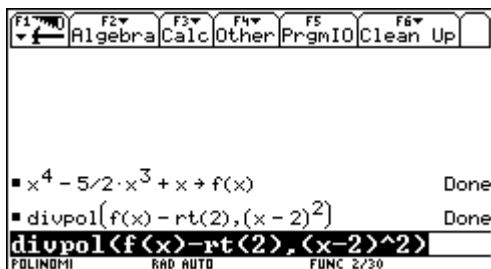 F1 F2 F3 F4 F5 F6
Algebra Calc Other PrgmIO Clean Up
▪ x^4 - 5/2·x^3 + x → f(x) Done
▪ divpol(f(x) - rt(2),(x - 2)^2) Done
divpol(f(x)-rt(2),(x-2)^2)
POLINOMI RAD AUTO FUNC 2/30